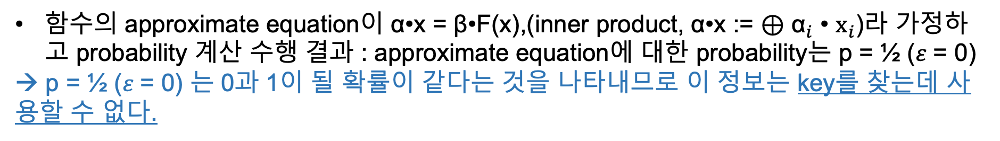 • 함수의 approximate equation이 α•x = β•F(x),(inner product, α•x := ⊕ αᵢ • xᵢ)라 가정하
고 probability 계산 수행 결과 : approximate equation에 대한 probability는 p = ½ (ε = 0)
→ p = ½ (ε = 0) 는 0과 1이 될 확률이 같다는 것을 나타내므로 이 정보는 key를 찾는데 사
용할 수 없다.